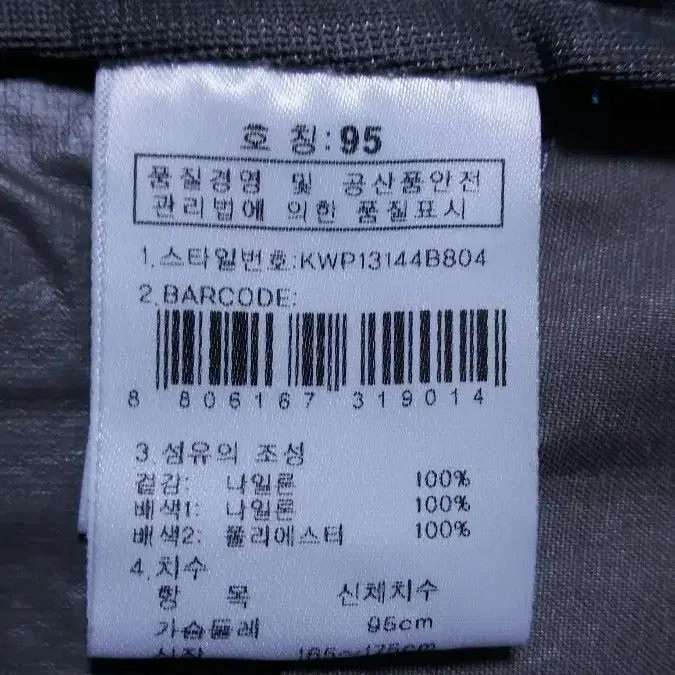 호 칭:95
품질경영 및 공산품안전
관리법에 의한 품질표시
1.스타일번호:KWP13144B804
2.BARCODE:
8 806167 319014
3.섬유의 조성
겉감: 나일론 100%
배색1: 나일론 100%
배색2: 폴리에스터 100%
4.치수
항 목 신체치수
가슴둘레 95cm
신장 165~175cm